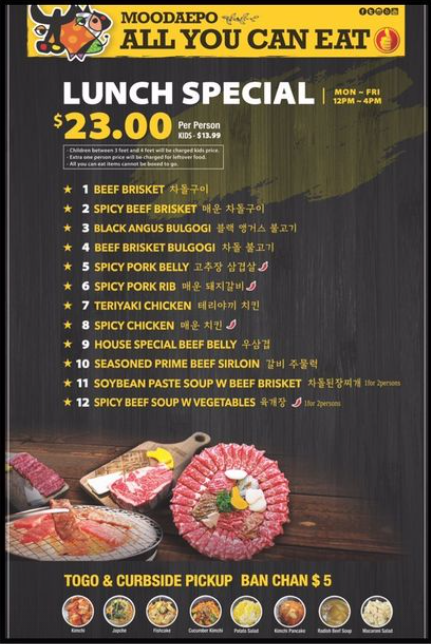 MOODAEPO
ALL YOU CAN EAT
LUNCH SPECIAL
MON ~ FRI
12PM ~ 4PM
$23.00 Per Person
KIDS - $13.99
- Children between 3 feet and 4 feet will be charged kids price.
- Extra one person price will be charged for leftover food.
- All you can eat items cannot be boxed to go.
★ 1 BEEF BRISKET 차돌구이
★ 2 SPICY BEEF BRISKET 매운 차돌구이
★ 3 BLACK ANGUS BULGOGI 블랙 앵거스 불고기
★ 4 BEEF BRISKET BULGOGI 차돌 불고기
★ 5 SPICY PORK BELLY 고추장 삼겹살
★ 6 SPICY PORK RIB 매운 돼지갈비
★ 7 TERIYAKI CHICKEN 테리야끼 치킨
★ 8 SPICY CHICKEN 매운 치킨
★ 9 HOUSE SPECIAL BEEF BELLY 우삼겹
★ 10 SEASONED PRIME BEEF SIRLOIN 갈비 주물럭
★ 11 SOYBEAN PASTE SOUP W BEEF BRISKET 차돌된장찌개 1for 2persons
★ 12 SPICY BEEF SOUP W VEGETABLES 육개장 1for 2persons
TOGO & CURBSIDE PICKUP BAN CHAN $ 5
Kimchi Japchae Fishcake Cucumber Kimchi Potato Salad Kimchi Pancake Radish Beef Soup Macaroni Salad